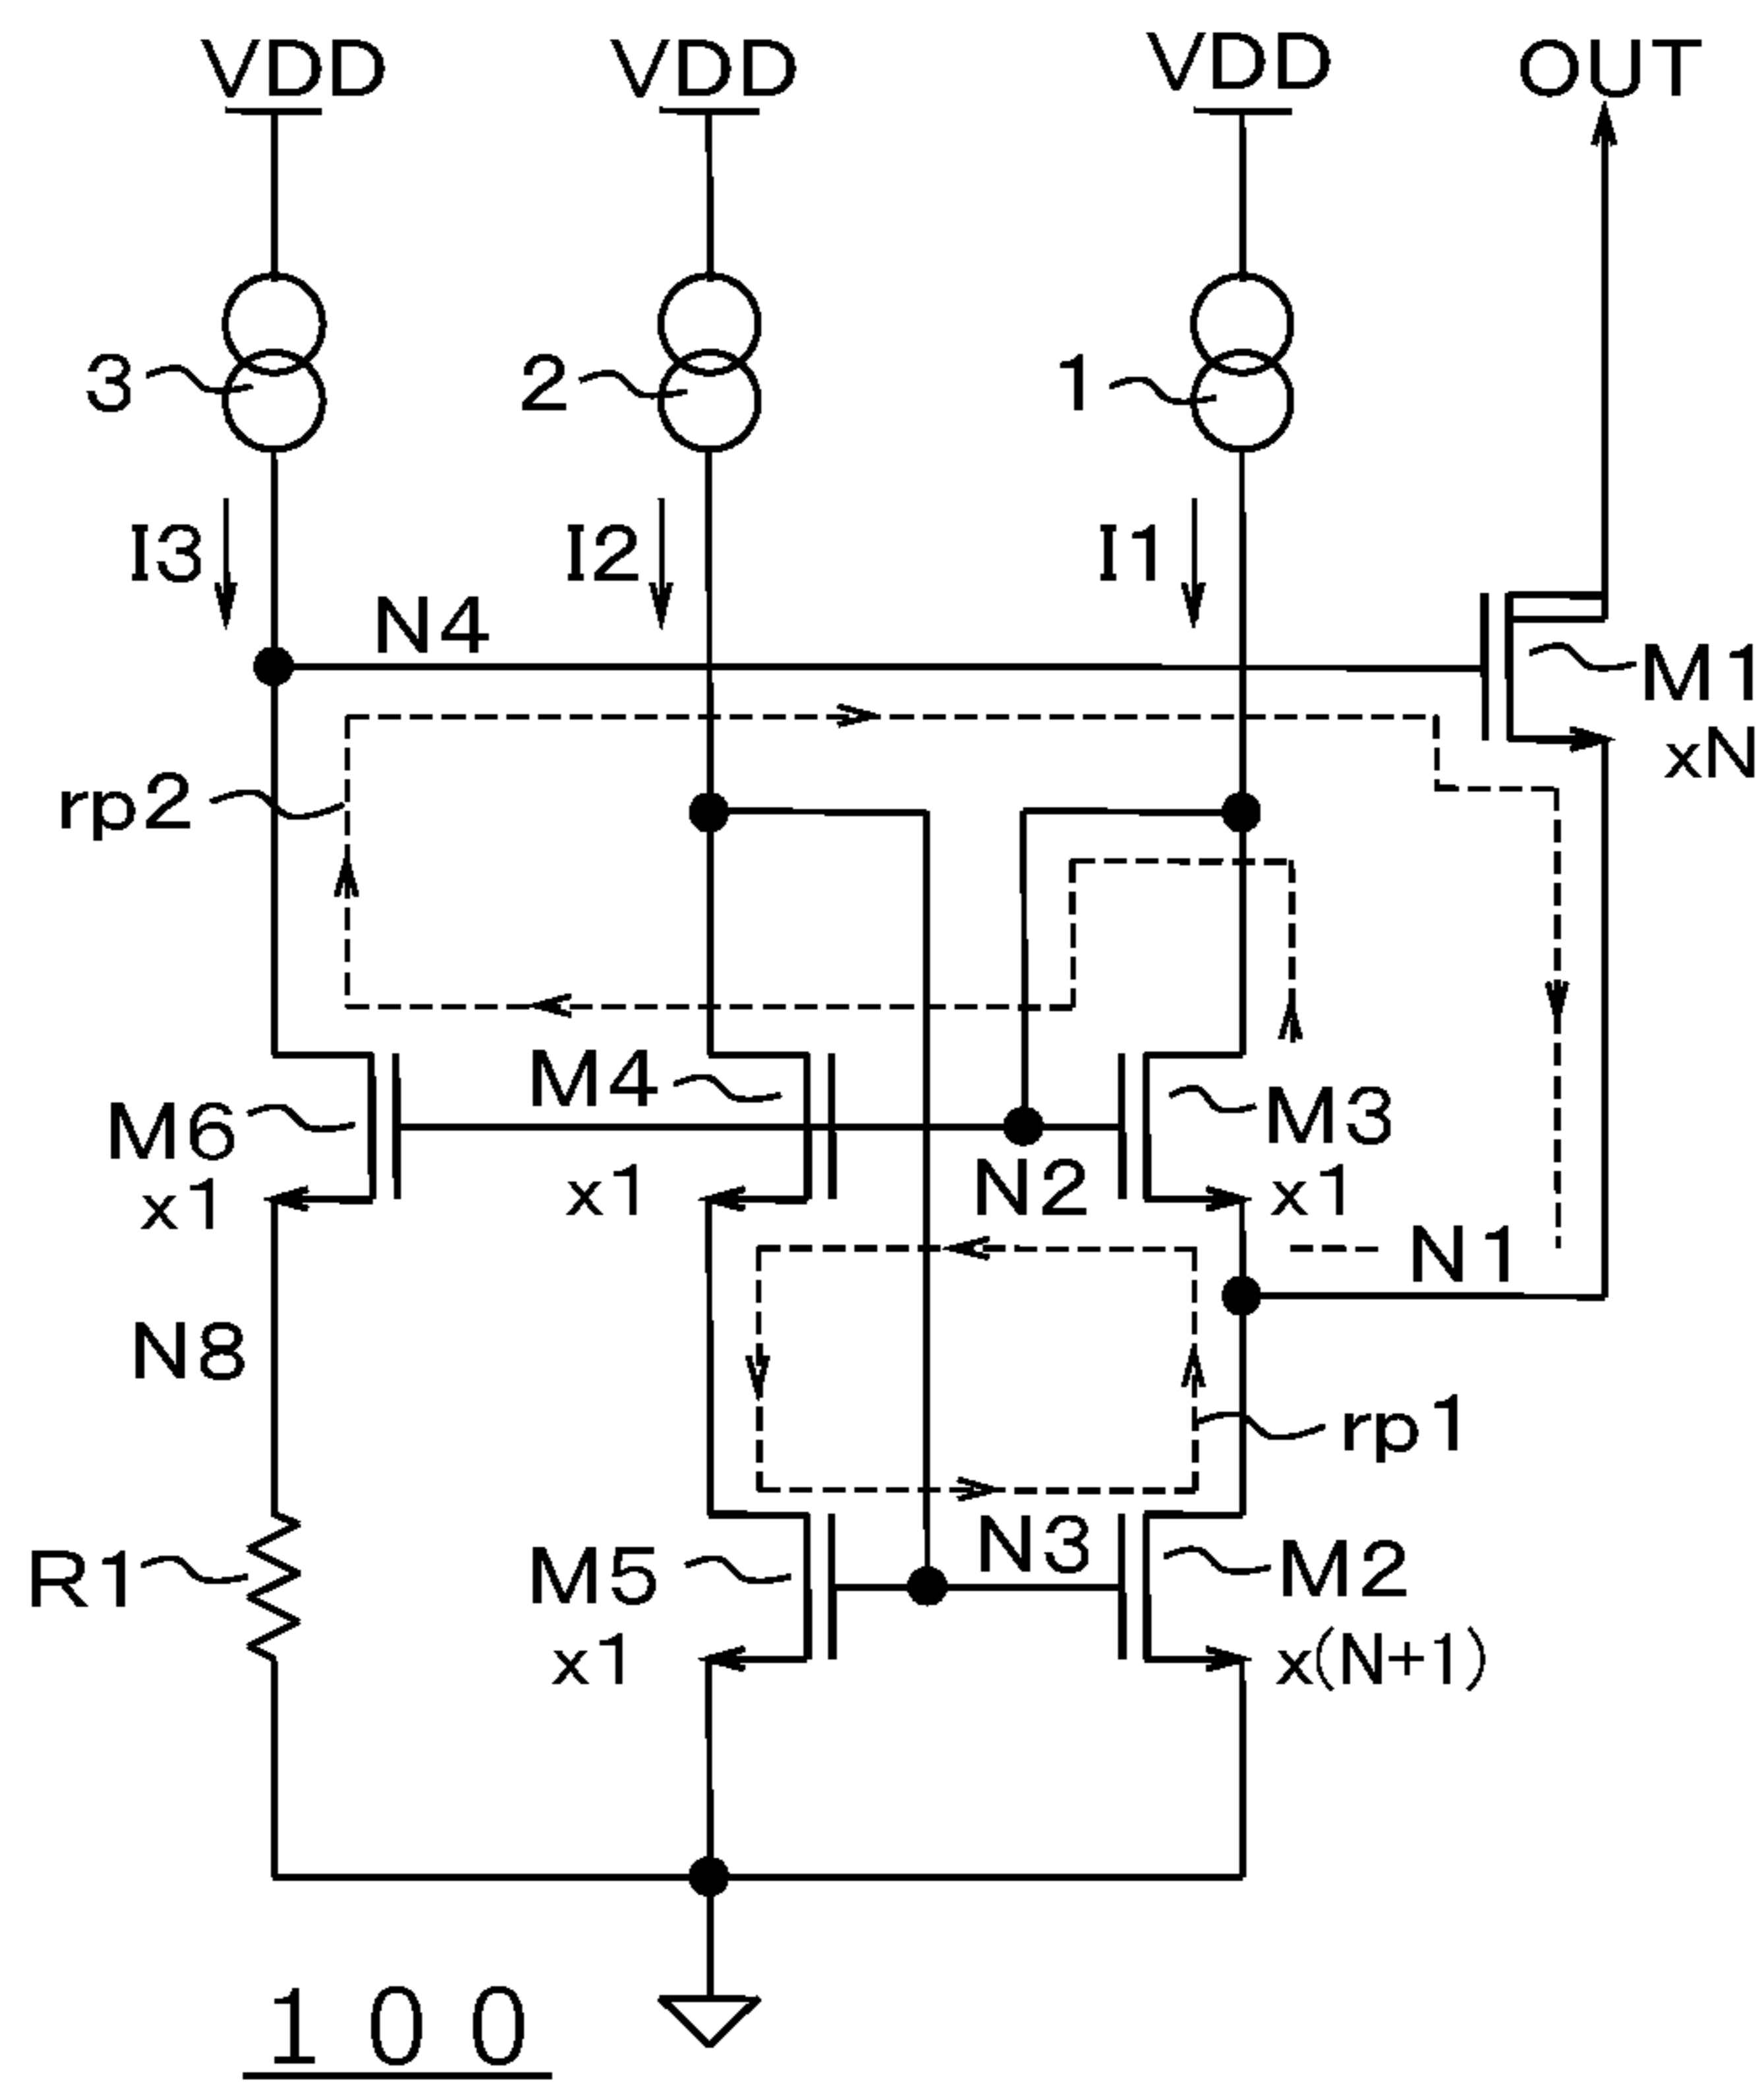 VDD VDD VDD OUT
3 2 1
I3 I2 I1
N4
M1
xN
rp2
M4
M6 M3
x1 x1 N2 x1
N1
N8
rp1
N3
R1 M5 M2
x1 x(N+1)
100